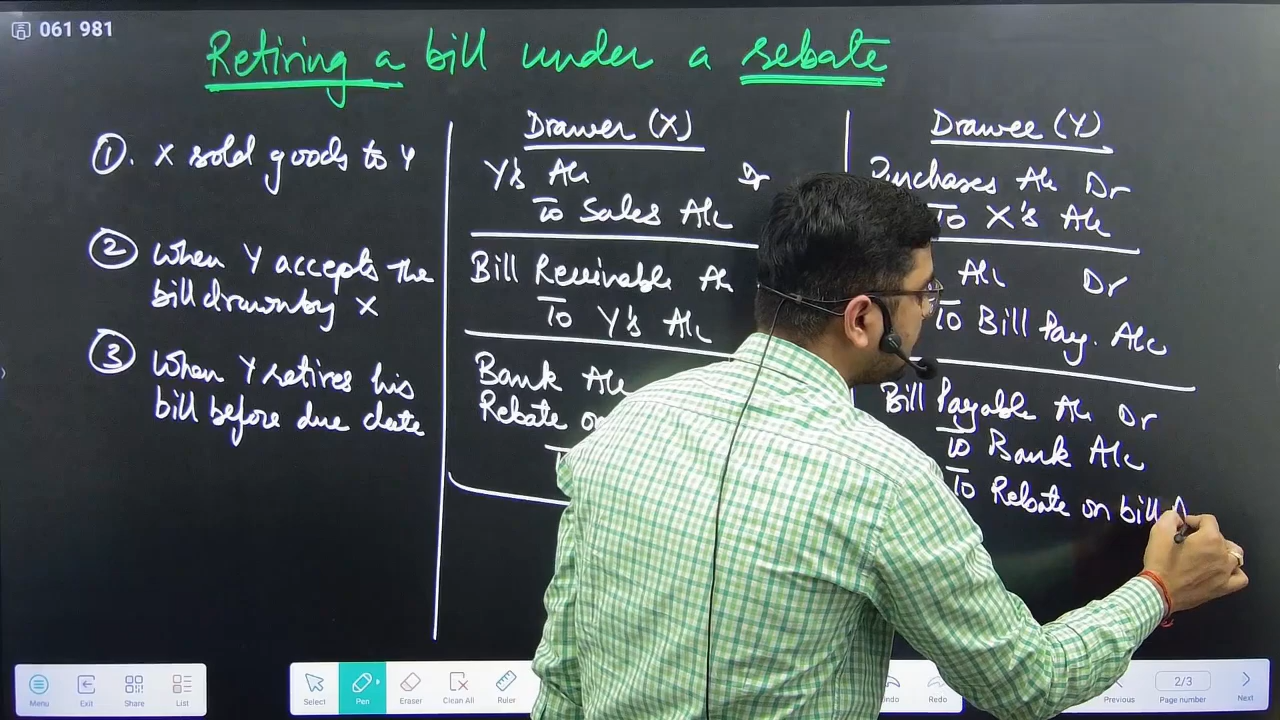 061 981
Retiring a bill under a rebate
①. X sold goods to Y
② When Y accepts the
bill drawn by X
③ When Y retires his
bill before due date
Drawer (X)
Y's A/c Dr
To Sales A/c
Bill Receivable A/c
To Y's A/c
Bank A/c
Rebate on
Drawee (Y)
Purchases A/c Dr
To X's A/c
A/c Dr
To Bill Pay. A/c
Bill Payable A/c Dr
To Bank A/c
To Rebate on bill
Menu
Exit
Share
List
Select
Pen
Eraser
Clean All
Ruler
Redo
Previous
2/3
Page number
Next